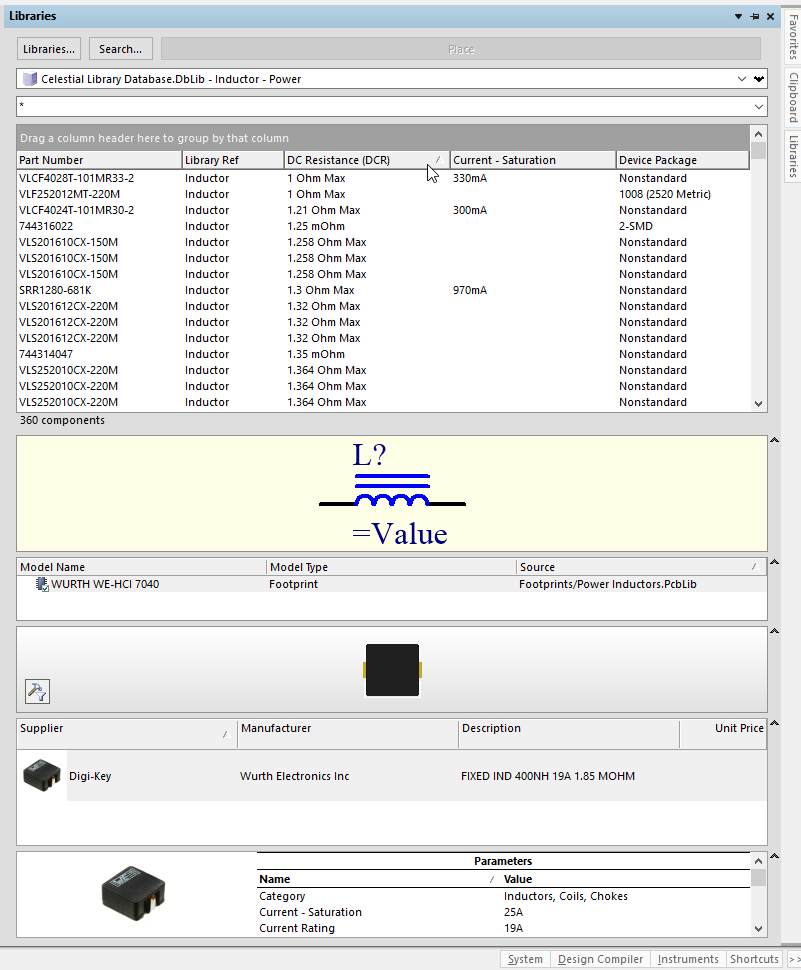 Libraries
Libraries... Search... Place
Celestial Library Database.DbLib - Inductor - Power
*
Drag a column header here to group by that column
Part Number Library Ref DC Resistance (DCR) Current - Saturation Device Package
VLCF4028T-101MR33-2 Inductor 1 Ohm Max 330mA Nonstandard
VLF252012MT-220M Inductor 1 Ohm Max 1008 (2520 Metric)
VLCF4024T-101MR30-2 Inductor 1.21 Ohm Max 300mA Nonstandard
744316022 Inductor 1.25 mOhm 2-SMD
VLS201610CX-150M Inductor 1.258 Ohm Max Nonstandard
VLS201610CX-150M Inductor 1.258 Ohm Max Nonstandard
VLS201610CX-150M Inductor 1.258 Ohm Max Nonstandard
SRR1280-681K Inductor 1.3 Ohm Max 970mA Nonstandard
VLS201612CX-220M Inductor 1.32 Ohm Max Nonstandard
VLS201612CX-220M Inductor 1.32 Ohm Max Nonstandard
VLS201612CX-220M Inductor 1.32 Ohm Max Nonstandard
744314047 Inductor 1.35 mOhm Nonstandard
VLS252010CX-220M Inductor 1.364 Ohm Max Nonstandard
VLS252010CX-220M Inductor 1.364 Ohm Max Nonstandard
VLS252010CX-220M Inductor 1.364 Ohm Max Nonstandard
360 components
L?
=Value
Model Name Model Type Source
WURTH WE-HCI 7040 Footprint Footprints/Power Inductors.PcbLib
Supplier Manufacturer Description Unit Price
Digi-Key Wurth Electronics Inc FIXED IND 400NH 19A 1.85 MOHM
Parameters
Name Value
Category Inductors, Coils, Chokes
Current - Saturation 25A
Current Rating 19A
System Design Compiler Instruments Shortcuts >>
Favorites
Clipboard
Libraries